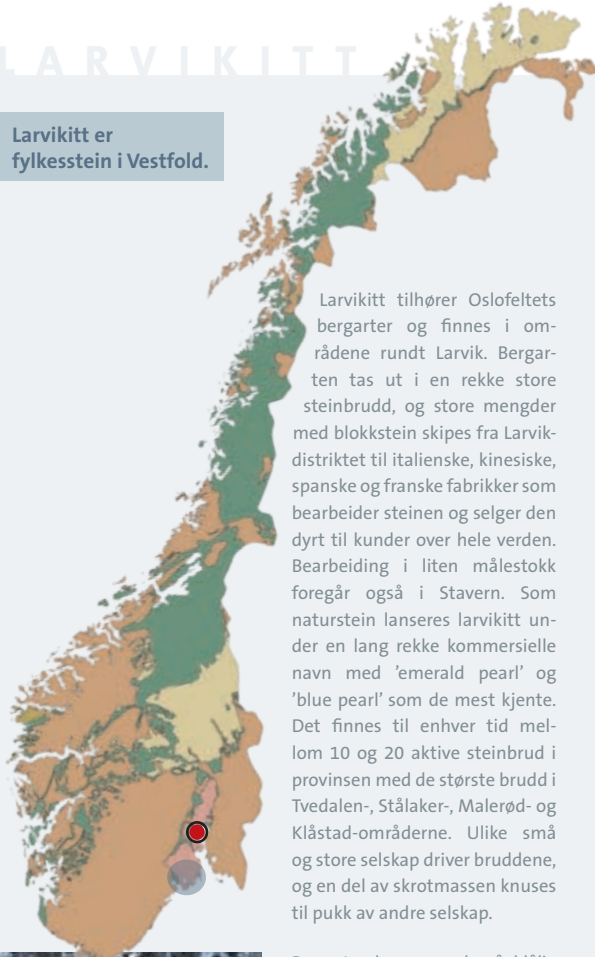 LARVIKITT
Larvikitt er
fylkesstein i Vestfold.
Larvikitt tilhører Oslofeltets
bergarter og finnes i om-
rådene rundt Larvik. Bergar-
ten tas ut i en rekke store
steinbrudd, og store mengder
med blokkstein skipes fra Larvik-
distriktet til italienske, kinesiske,
spanske og franske fabrikker som
bearbeider steinen og selger den
dyrt til kunder over hele verden.
Bearbeiding i liten målestokk
foregår også i Stavern. Som
naturstein lanseres larvikitt un-
der en lang rekke kommersielle
navn med ’emerald pearl’ og
’blue pearl’ som de mest kjente.
Det finnes til enhver tid mel-
lom 10 og 20 aktive steinbrud i
provinsen med de største brudd i
Tvedalen-, Stålaker-, Malerød- og
Klåstad-områderne. Ulike små
og store selskap driver bruddene,
og en del av skrotmassen knuses
til pukk av andre selskap.